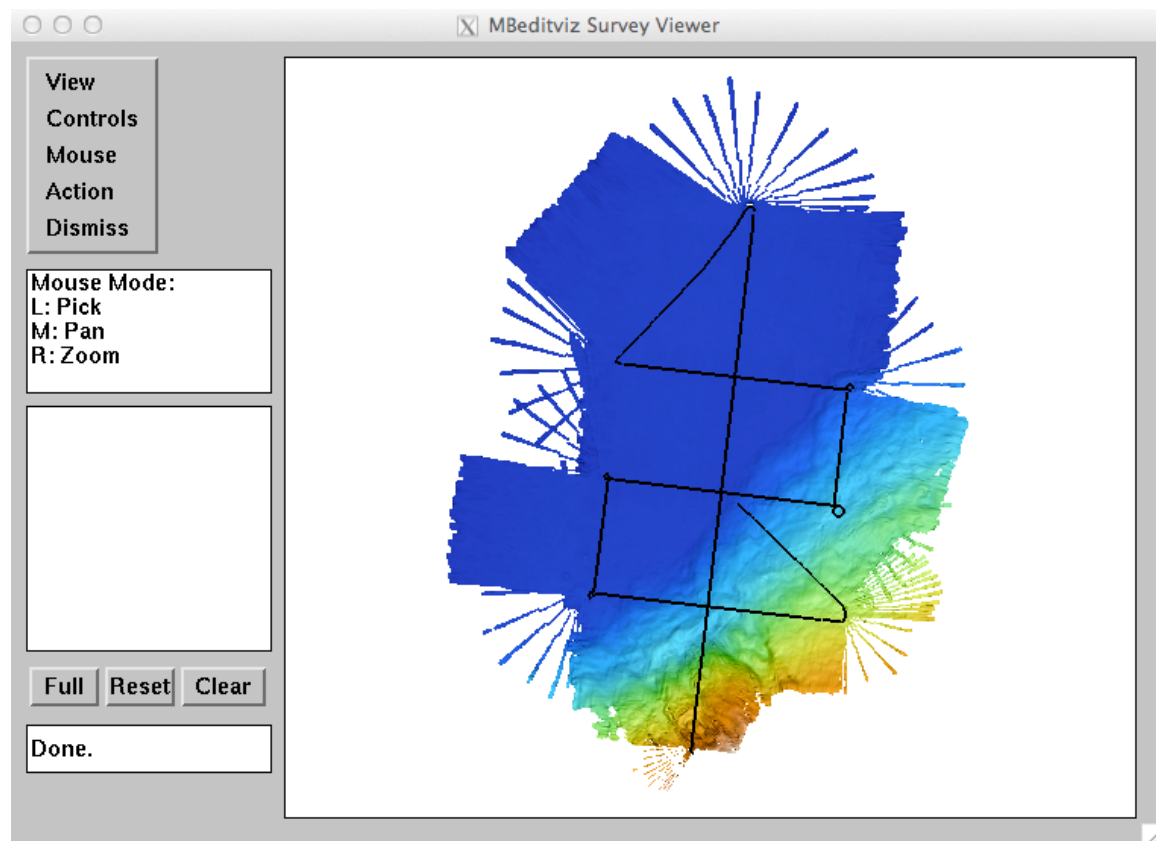 MBeditviz Survey Viewer
View
Controls
Mouse
Action
Dismiss
Mouse Mode:
L: Pick
M: Pan
R: Zoom
Full Reset Clear
Done.